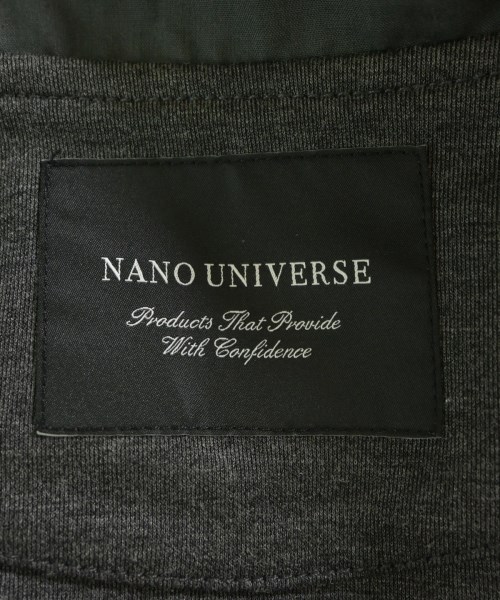 NANO UNIVERSE
Products That Provide
With Confidence